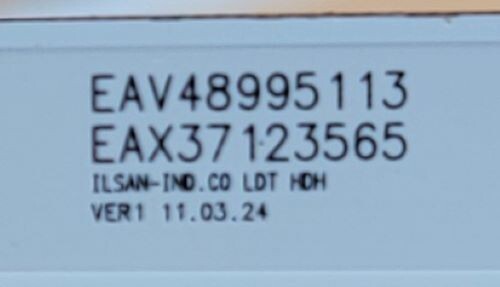 EAV48995113
EAX37123565
ILSAN-IND.CO LDT HDH
VER1 11.03.24